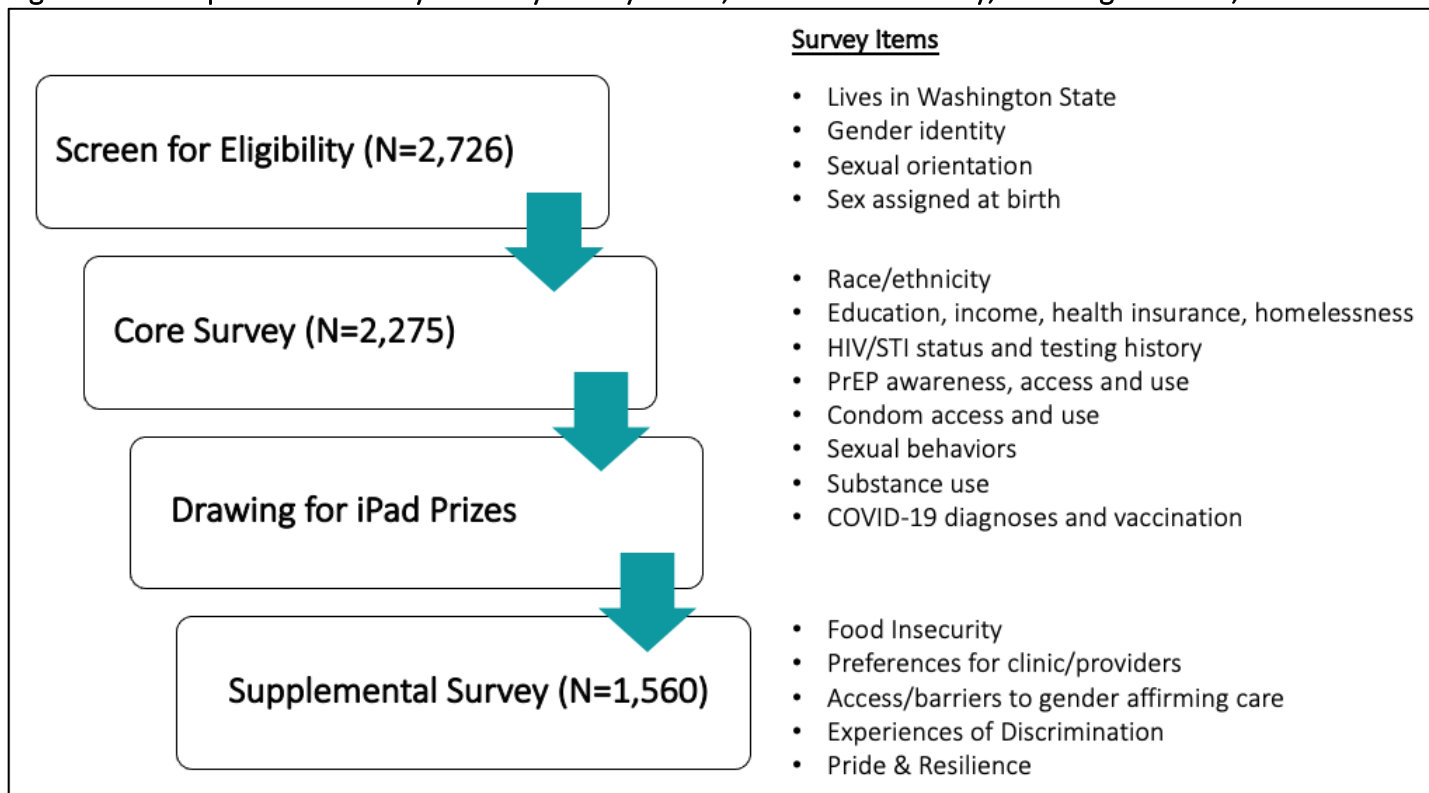 Survey Items
Screen for Eligibility (N=2,726)
• Lives in Washington State
• Gender identity
• Sexual orientation
• Sex assigned at birth
Core Survey (N=2,275)
• Race/ethnicity
• Education, income, health insurance, homelessness
• HIV/STI status and testing history
• PrEP awareness, access and use
• Condom access and use
• Sexual behaviors
• Substance use
• COVID-19 diagnoses and vaccination
Drawing for iPad Prizes
Supplemental Survey (N=1,560)
• Food Insecurity
• Preferences for clinic/providers
• Access/barriers to gender affirming care
• Experiences of Discrimination
• Pride & Resilience